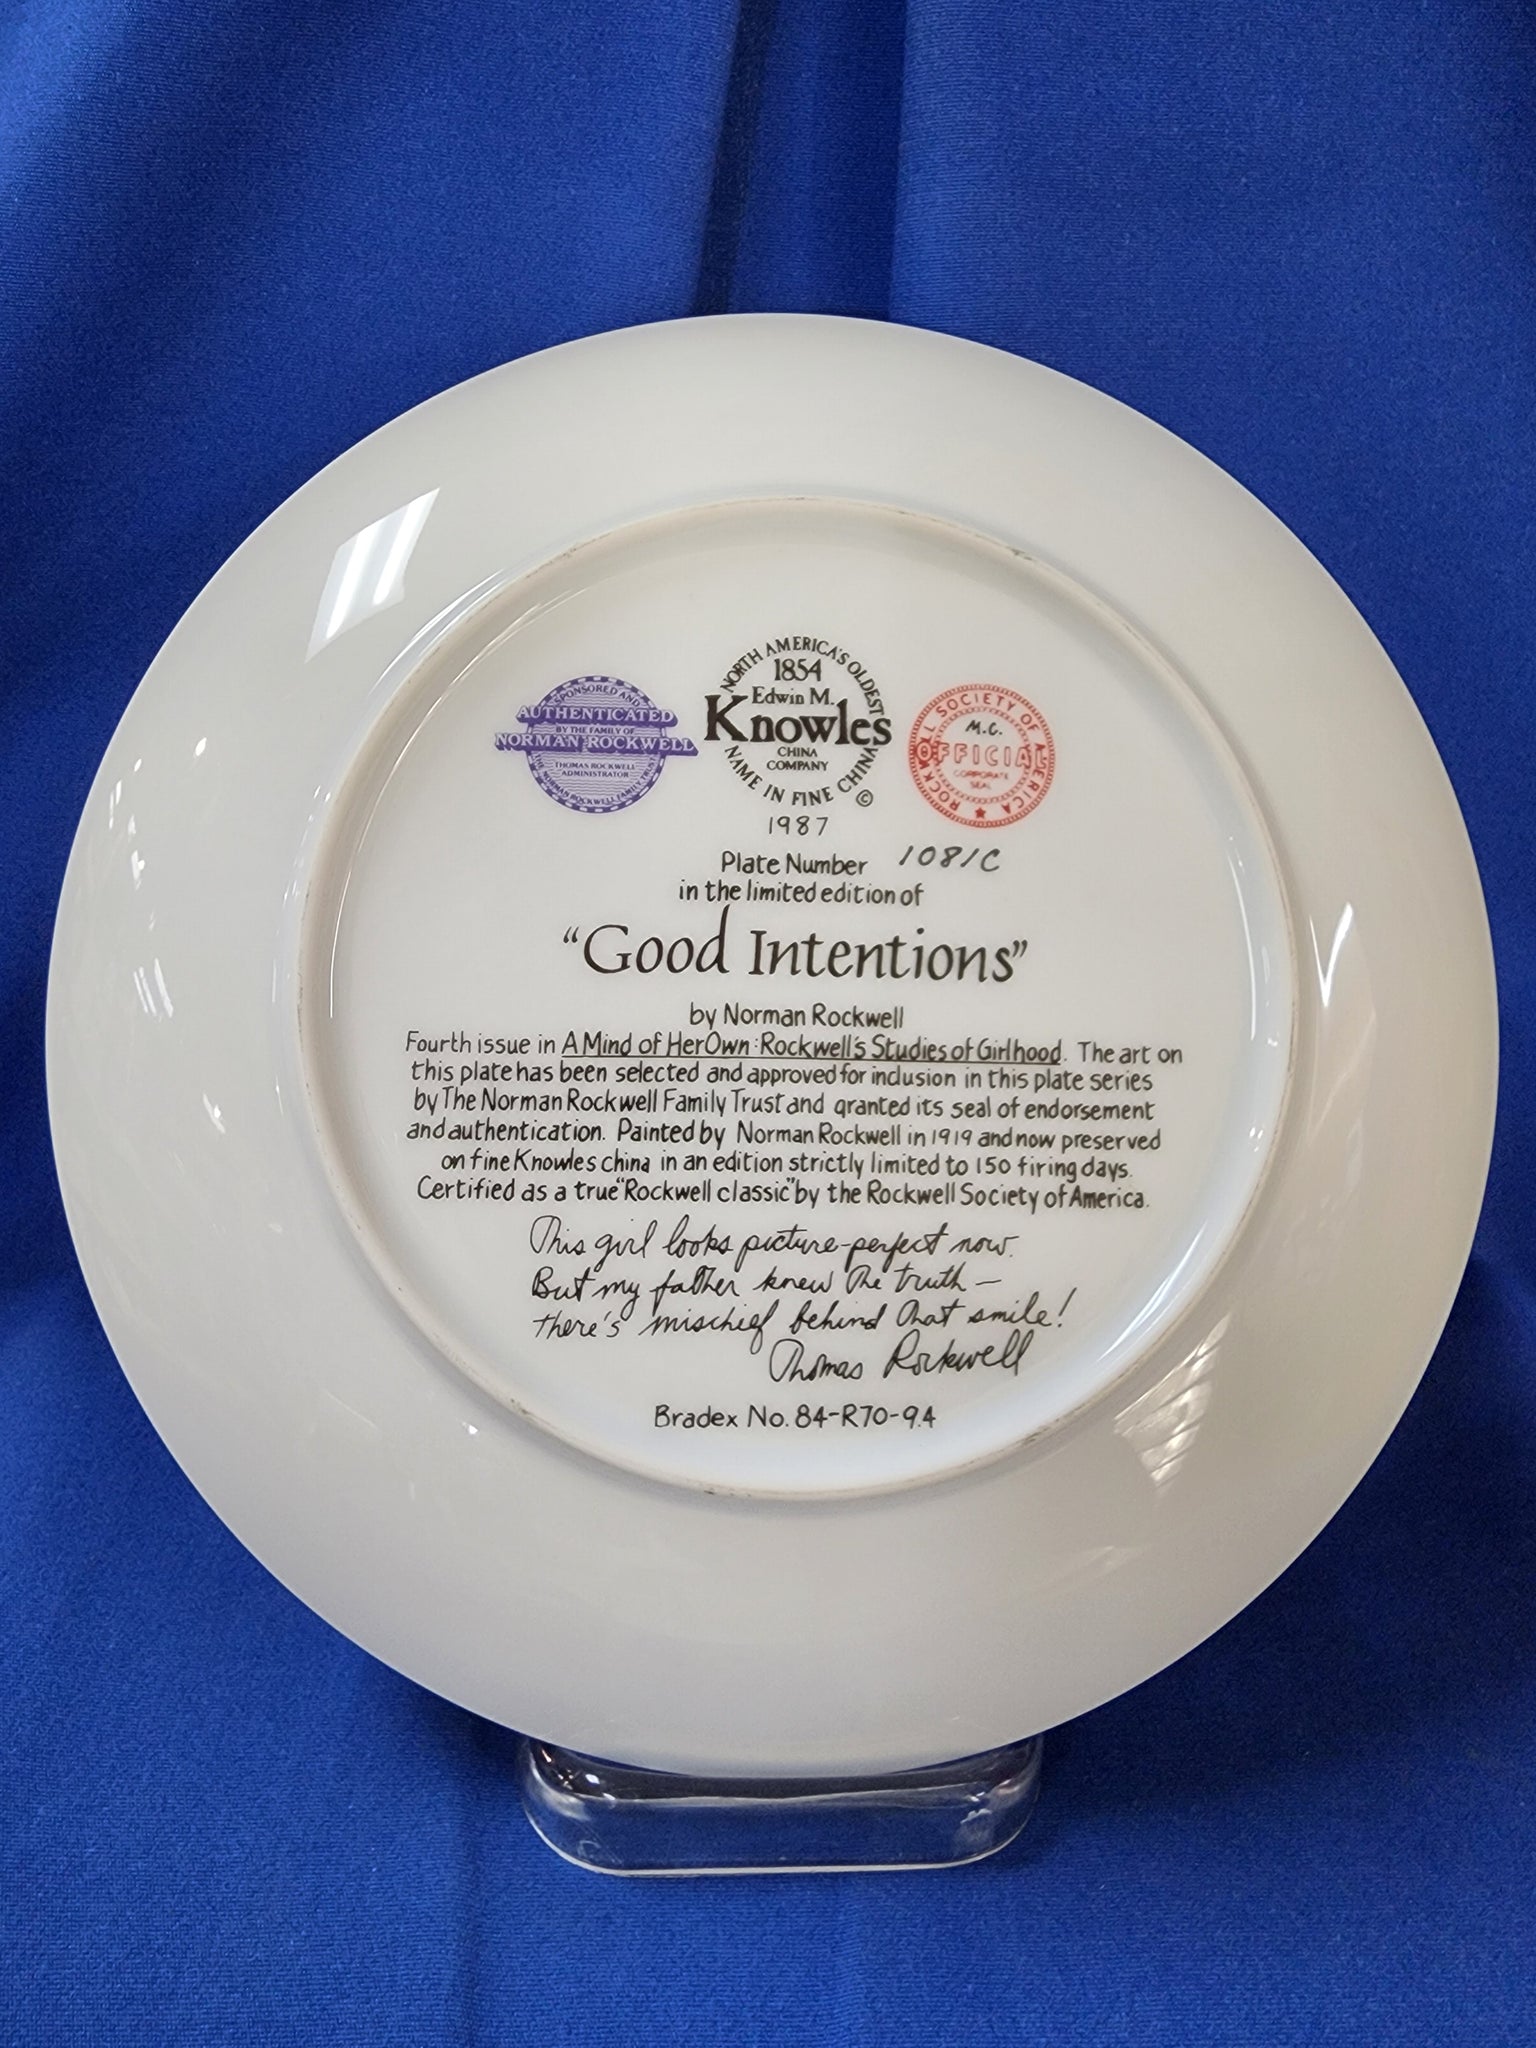 SPONSORED AND
AUTHENTICATED
BY THE FAMILY OF
NORMAN ROCKWELL
THOMAS ROCKWELL
ADMINISTRATOR
THE NORMAN ROCKWELL FAMILY TRUST
NORTH AMERICA'S OLDEST
1854
Edwin M.
Knowles
CHINA
COMPANY
NAME IN FINE CHINA
©
1987
ROCKWELL SOCIETY OF AMERICA
M.C.
OFFICIAL
CORPORATE
SEAL
Plate Number 1081C
in the limited edition of
"Good Intentions"
by Norman Rockwell
Fourth issue in A Mind of Her Own: Rockwell's Studies of Girlhood. The art on
this plate has been selected and approved for inclusion in this plate series
by The Norman Rockwell Family Trust and granted its seal of endorsement
and authentication. Painted by Norman Rockwell in 1919 and now preserved
on fine Knowles china in an edition strictly limited to 150 firing days.
Certified as a true "Rockwell classic" by the Rockwell Society of America.
This girl looks picture-perfect now.
But my father knew the truth —
there's mischief behind that smile!
Thomas Rockwell
Bradex No. 84-R70-9.4